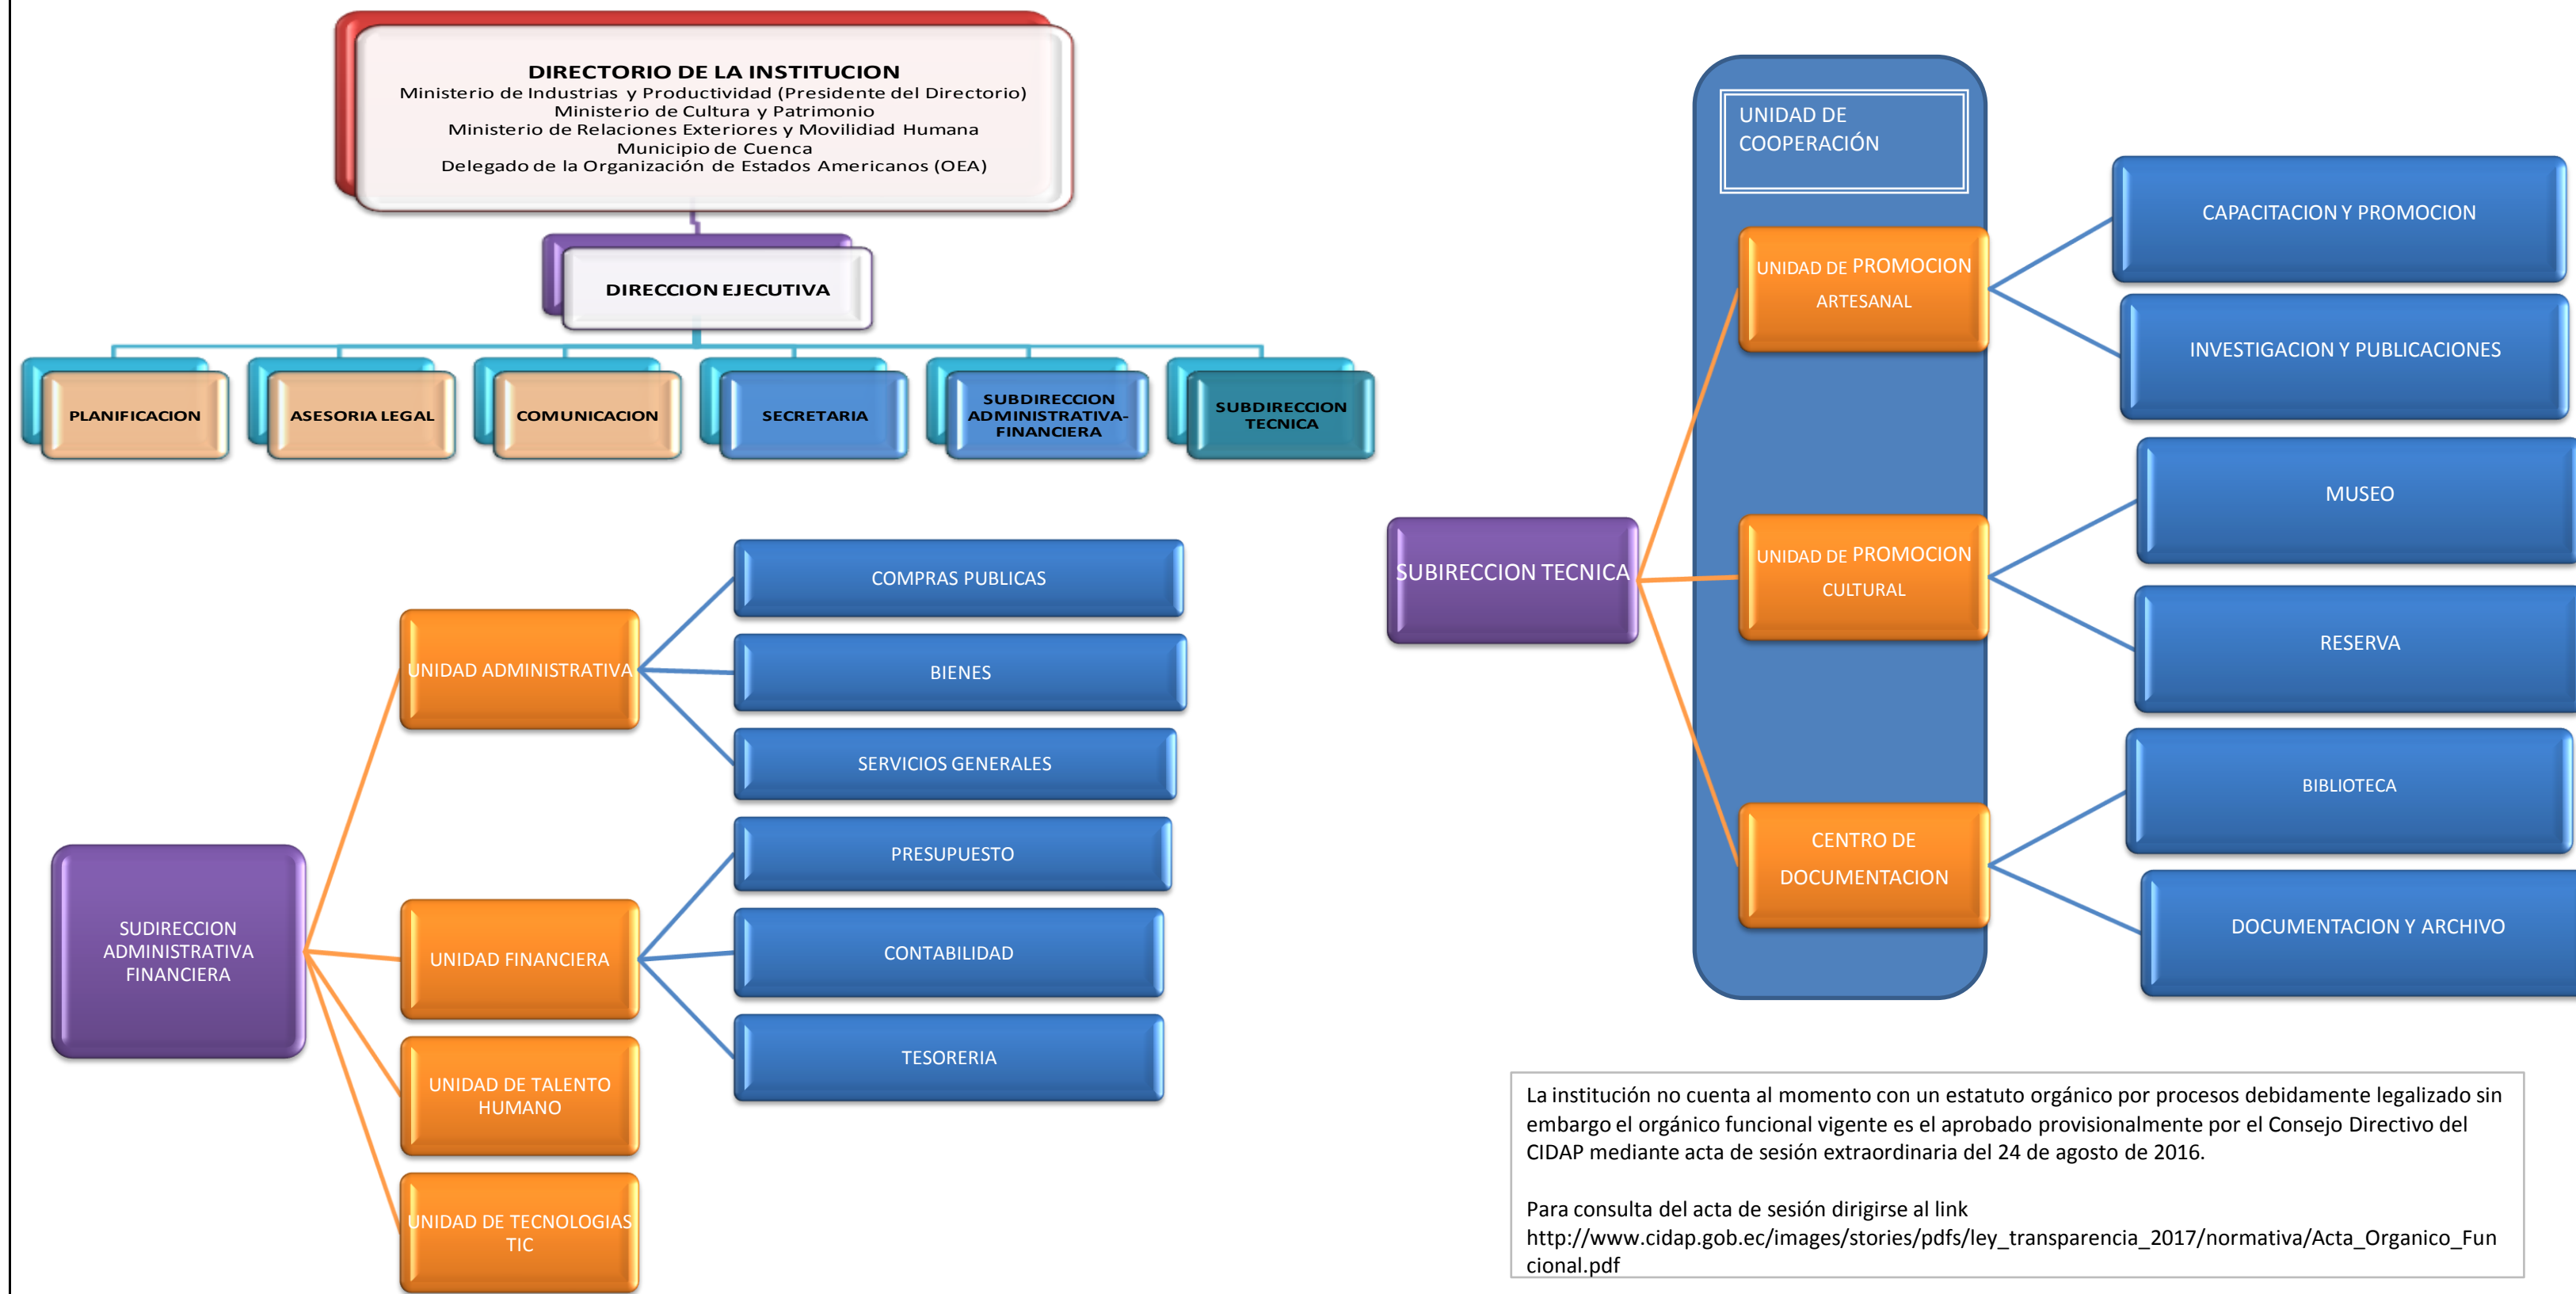 DIRECTORIO DE LA INSTITUCION
Ministerio de Industrias y Productividad (Presidente del Directorio)
Ministerio de Cultura y Patrimonio
Ministerio de Relaciones Exteriores y Movilidiad Humana
Municipio de Cuenca
Delegado de la Organización de Estados Americanos (OEA)
DIRECCION EJECUTIVA
PLANIFICACION
ASESORIA LEGAL
COMUNICACION
SECRETARIA
SUBDIRECCION
ADMINISTRATIVA-
FINANCIERA
SUBDIRECCION
TECNICA
SUDIRECCION
ADMINISTRATIVA
FINANCIERA
UNIDAD ADMINISTRATIVA
COMPRAS PUBLICAS
BIENES
SERVICIOS GENERALES
UNIDAD FINANCIERA
PRESUPUESTO
CONTABILIDAD
TESORERIA
UNIDAD DE TALENTO
HUMANO
UNIDAD DE TECNOLOGIAS
TIC
UNIDAD DE
COOPERACIÓN
SUBIRECCION TECNICA
UNIDAD DE PROMOCION
ARTESANAL
CAPACITACION Y PROMOCION
INVESTIGACION Y PUBLICACIONES
UNIDAD DE PROMOCION
CULTURAL
MUSEO
RESERVA
CENTRO DE
DOCUMENTACION
BIBLIOTECA
DOCUMENTACION Y ARCHIVO
La institución no cuenta al momento con un estatuto orgánico por procesos debidamente legalizado sin
embargo el orgánico funcional vigente es el aprobado provisionalmente por el Consejo Directivo del
CIDAP mediante acta de sesión extraordinaria del 24 de agosto de 2016.
Para consulta del acta de sesión dirigirse al link
http://www.cidap.gob.ec/images/stories/pdfs/ley_transparencia_2017/normativa/Acta_Organico_Fun
cional.pdf